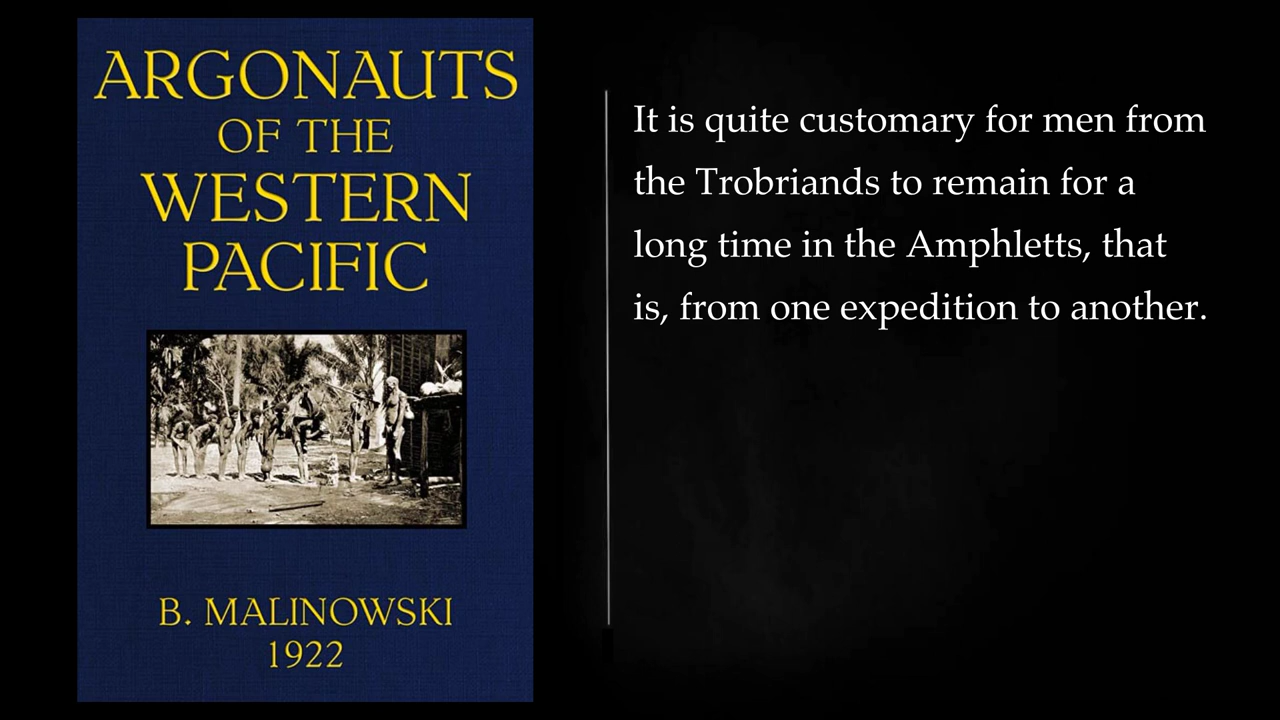 ARGONAUTS
OF THE
WESTERN
PACIFIC
B. MALINOWSKI
1922
It is quite customary for men from
the Trobriands to remain for a
long time in the Amphletts, that
is, from one expedition to another.